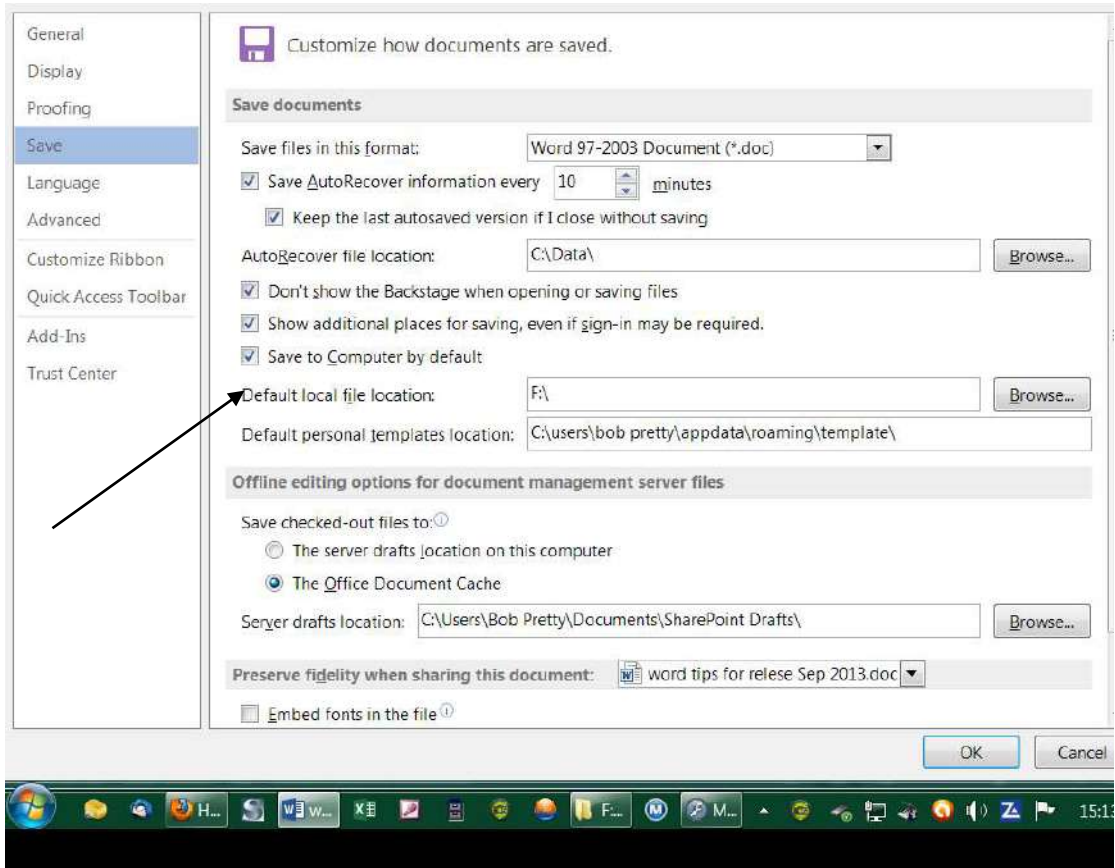 General
Display
Proofing
Save
Language
Advanced
Customize Ribbon
Quick Access Toolbar
Add-Ins
Trust Center
Customize how documents are saved.
Save documents
Save files in this format: Word 97-2003 Document (*.doc)
Save AutoRecover information every 10 minutes
Keep the last autosaved version if I close without saving
AutoRecover file location: C:\Data\ Browse...
Don't show the Backstage when opening or saving files
Show additional places for saving, even if sign-in may be required.
Save to Computer by default
Default local file location: F:\ Browse...
Default personal templates location: C:\users\bob pretty\appdata\roaming\template\
Offline editing options for document management server files
Save checked-out files to:
The server drafts location on this computer
The Office Document Cache
Server drafts location: C:\Users\Bob Pretty\Documents\SharePoint Drafts\ Browse...
Preserve fidelity when sharing this document: word tips for relese Sep 2013.doc
Embed fonts in the file
OK Cancel
H... w... F:... M... 15:13